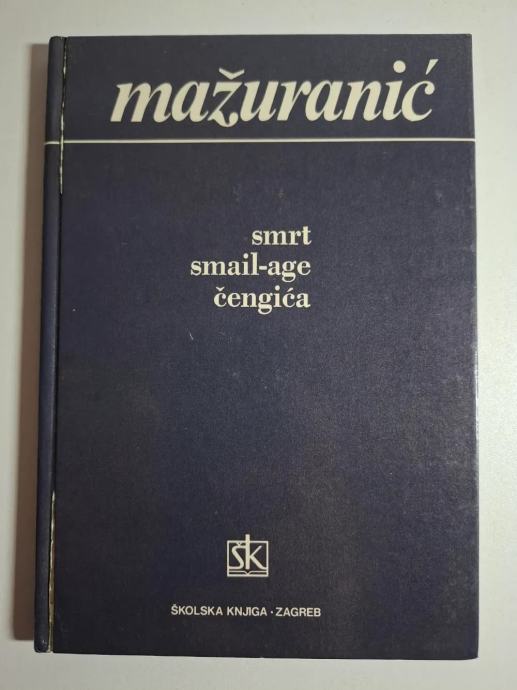 mažuranić
smrt
smail-age
čengića
šk
ŠKOLSKA KNJIGA · ZAGREB